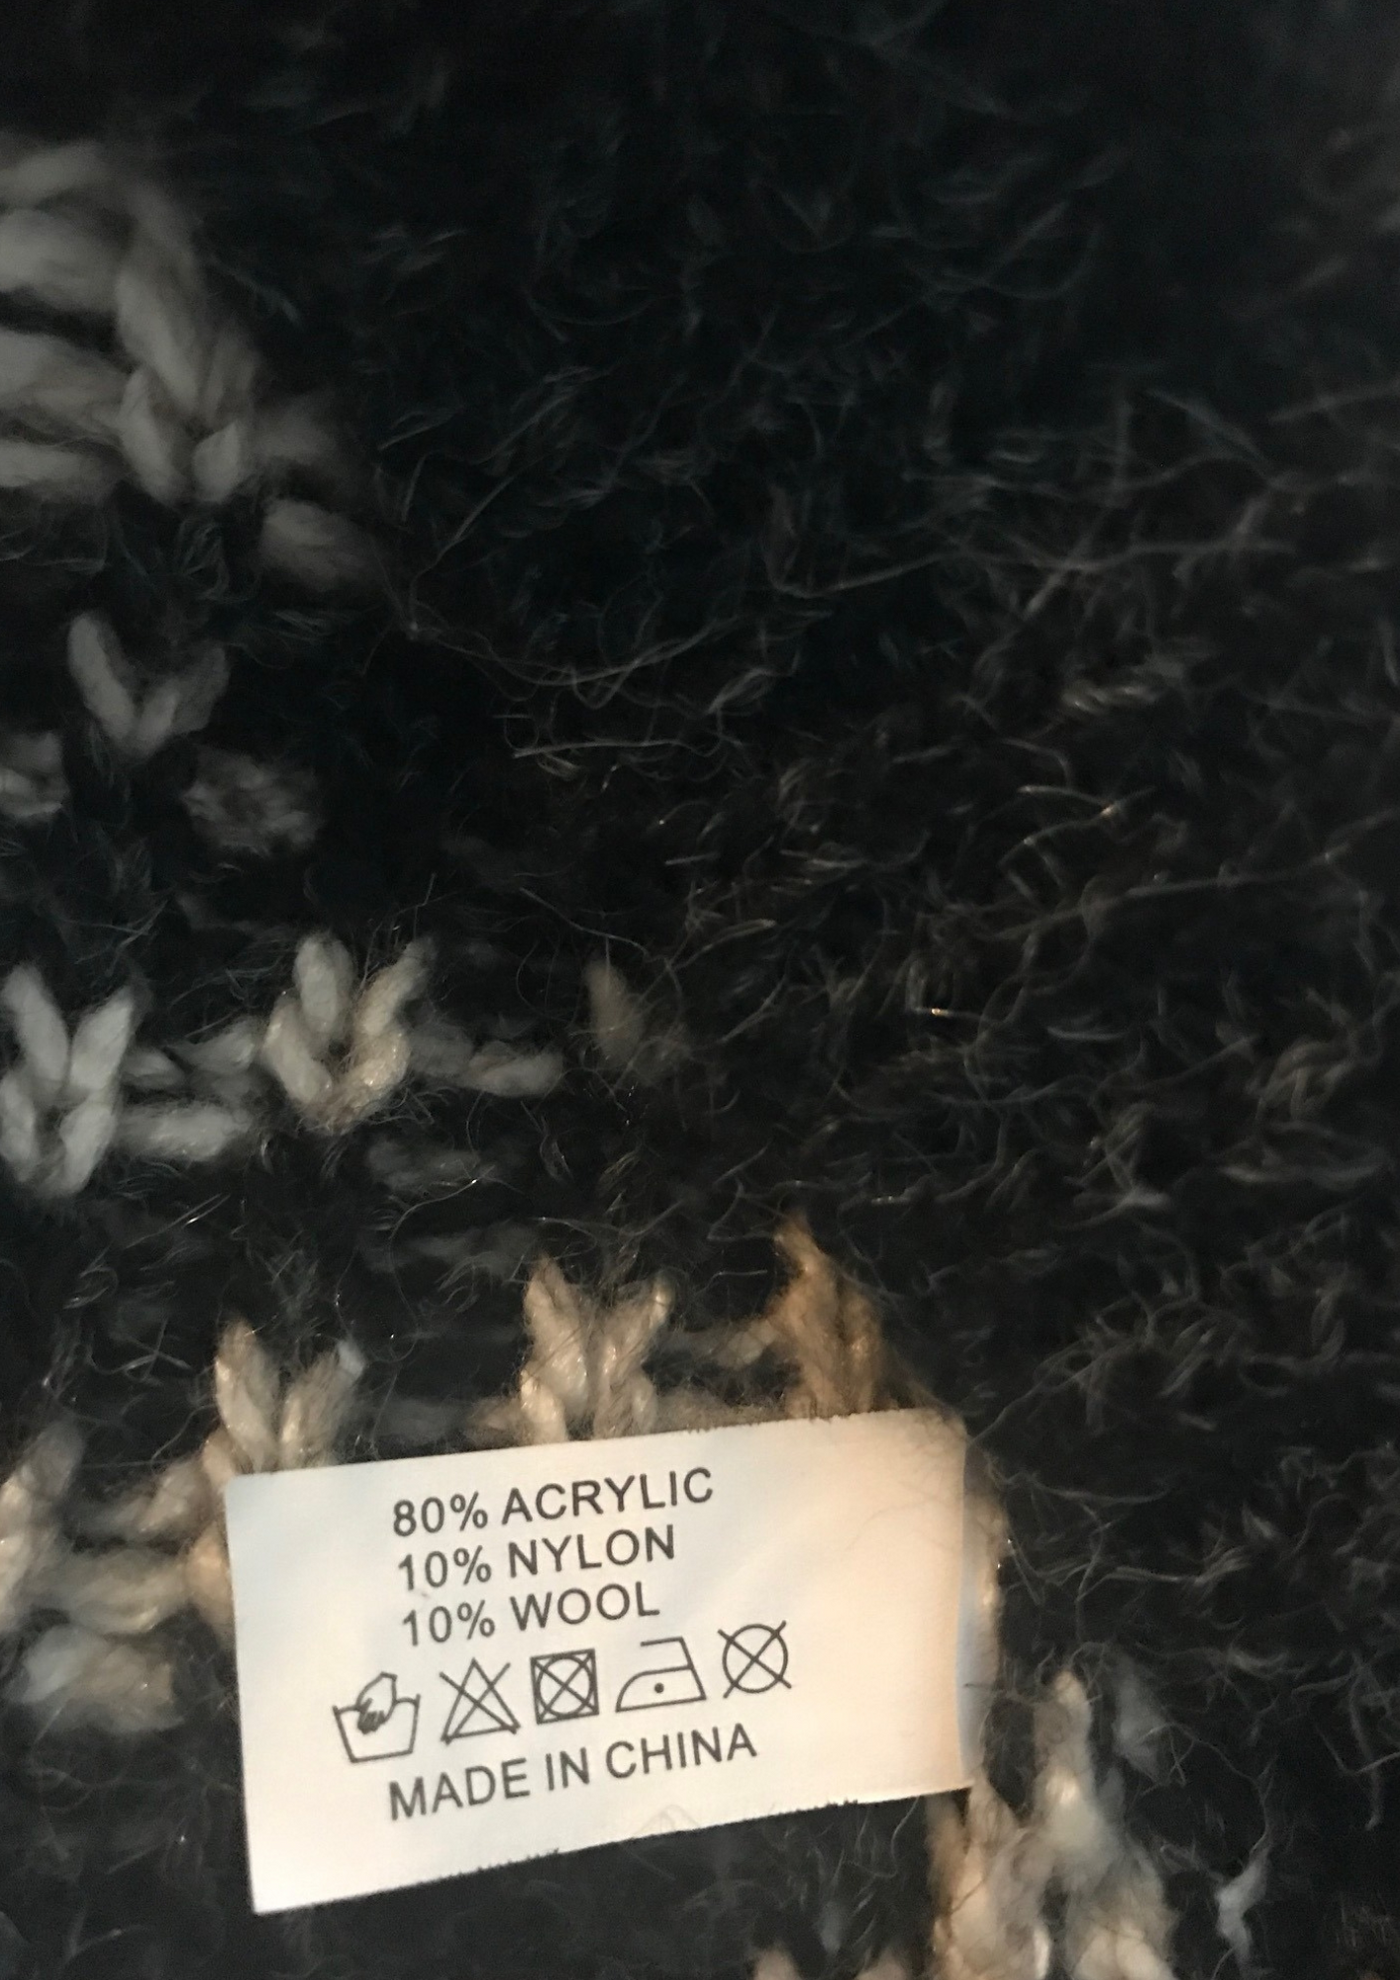 80% ACRYLIC
10% NYLON
10% WOOL
MADE IN CHINA